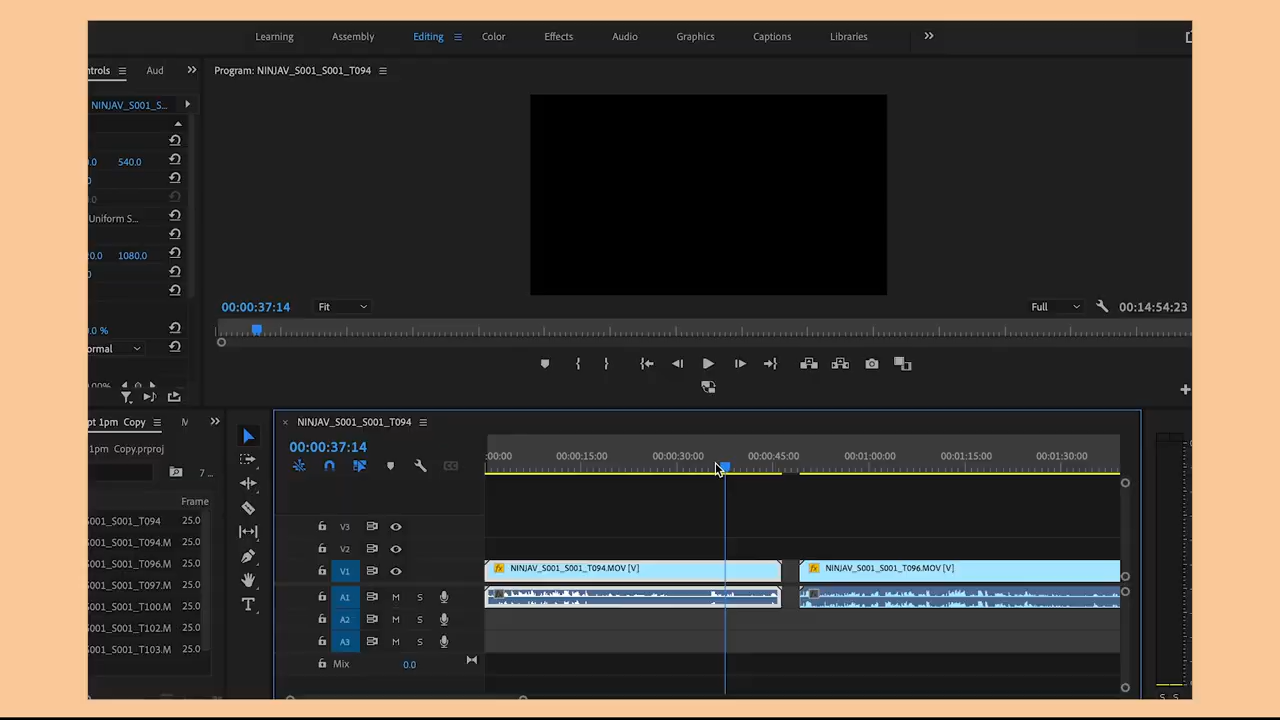 Learning Assembly Editing Color Effects Audio Graphics Captions Libraries
ntrols Aud Program: NINJAV_S001_S001_T094
NINJAV_S001_S...
0.0 540.0
Uniform S...
20.0 1080.0
00:00:37:14 Fit Full 00:14:54:23
0.0 %
ormal
pt 1pm Copy M NINJAV_S001_S001_T094
1pm Copy.prproj 00:00:37:14
:00:00 00:00:15:00 00:00:30:00 00:00:45:00 00:01:00:00 00:01:15:00 00:01:30:00
7 ...
Frame
S001_S001_T094 25.0
S001_S001_T094.M 25.0
S001_S001_T096.M 25.0
S001_S001_T097.M 25.0
S001_S001_T100.M 25.0
S001_S001_T102.M 25.0
S001_S001_T103.M 25.0
V3
V2
V1 fx NINJAV_S001_S001_T094.MOV [V] fx NINJAV_S001_S001_T096.MOV [V]
A1 M S
A2 M S
A3 M S
Mix 0.0
S S